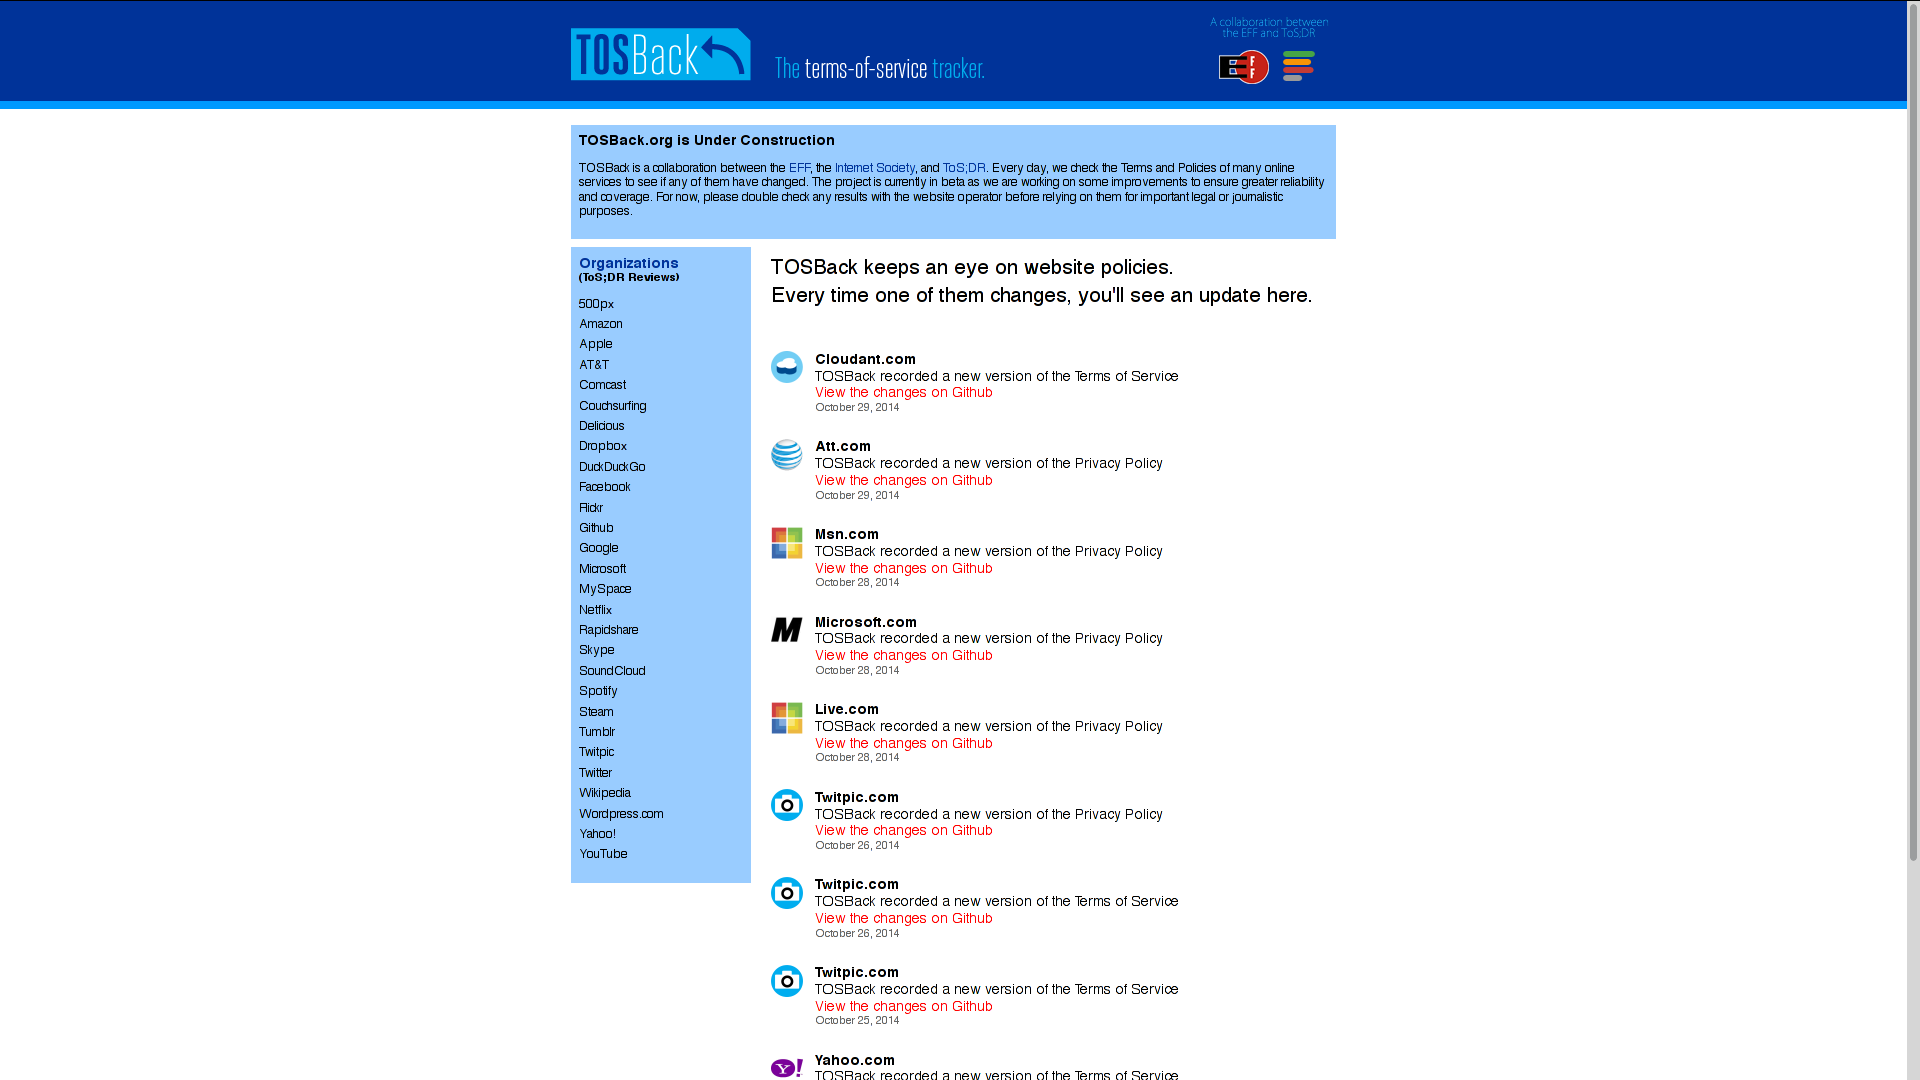 A collaboration between
the EFF and ToS;DR
TOSBack
The terms-of-service tracker.
E F F
TOSBack.org is Under Construction
TOSBack is a collaboration between the EFF, the Internet Society, and ToS;DR. Every day, we check the Terms and Policies of many online
services to see if any of them have changed. The project is currently in beta as we are working on some improvements to ensure greater reliability
and coverage. For now, please double check any results with the website operator before relying on them for important legal or journalistic
purposes.
Organizations
(ToS;DR Reviews)
500px
Amazon
Apple
AT&T
Comcast
Couchsurfing
Delicious
Dropbox
DuckDuckGo
Facebook
Flickr
Github
Google
Microsoft
MySpace
Netflix
Rapidshare
Skype
SoundCloud
Spotify
Steam
Tumblr
Twitpic
Twitter
Wikipedia
Wordpress.com
Yahoo!
YouTube
TOSBack keeps an eye on website policies.
Every time one of them changes, you'll see an update here.
Cloudant.com
TOSBack recorded a new version of the Terms of Service
View the changes on Github
October 29, 2014
Att.com
TOSBack recorded a new version of the Privacy Policy
View the changes on Github
October 29, 2014
Msn.com
TOSBack recorded a new version of the Privacy Policy
View the changes on Github
October 28, 2014
M
Microsoft.com
TOSBack recorded a new version of the Privacy Policy
View the changes on Github
October 28, 2014
Live.com
TOSBack recorded a new version of the Privacy Policy
View the changes on Github
October 28, 2014
Twitpic.com
TOSBack recorded a new version of the Privacy Policy
View the changes on Github
October 26, 2014
Twitpic.com
TOSBack recorded a new version of the Terms of Service
View the changes on Github
October 26, 2014
Twitpic.com
TOSBack recorded a new version of the Terms of Service
View the changes on Github
October 25, 2014
Y!
Yahoo.com
TOSBack recorded a new version of the Terms of Service